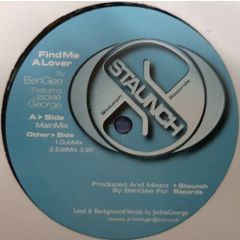 Find Me
A Lover
By
BenGee
Featuring
Jackie
George
A > Side
MainMix
Other > Side
1.DubMix
2.EditMix 3:30
STAUNCH
Staunch Records
Produced And Mixed
By BenGee For
> Staunch
Records
Lead & Background Vocals by JackieGeorge